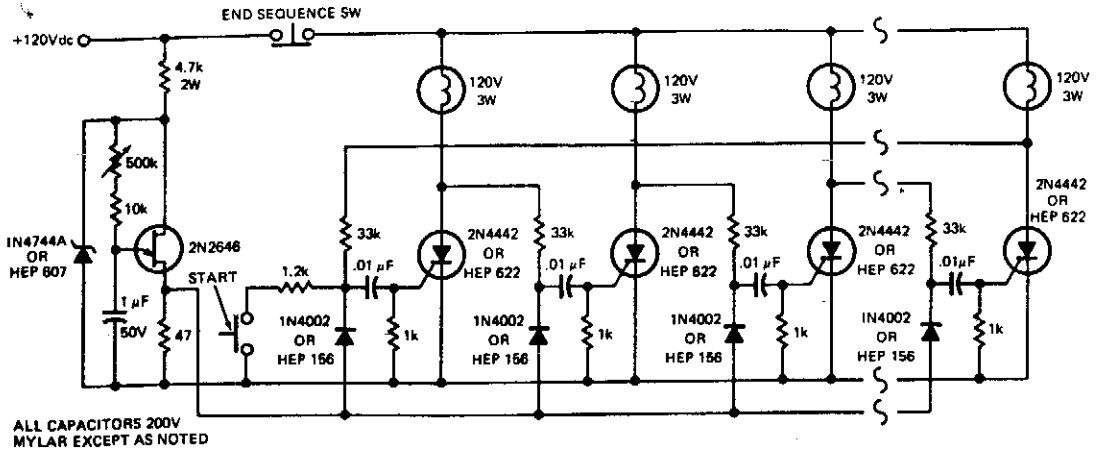 END SEQUENCE SW
+120Vdc
4.7k
2W
120V
3W
120V
3W
120V
3W
120V
3W
500k
10k
1N4744A
OR
HEP 607
2N2646
START
1 µF
50V
47
1.2k
33k
.01 µF
2N4442
OR
HEP 622
1N4002
OR
HEP 156
1k
33k
.01 µF
2N4442
OR
HEP 622
1N4002
OR
HEP 156
1k
33k
.01 µF
2N4442
OR
HEP 622
1N4002
OR
HEP 156
1k
33k
.01 µF
2N4442
OR
HEP 622
1N4002
OR
HEP 156
1k
ALL CAPACITORS 200V
MYLAR EXCEPT AS NOTED